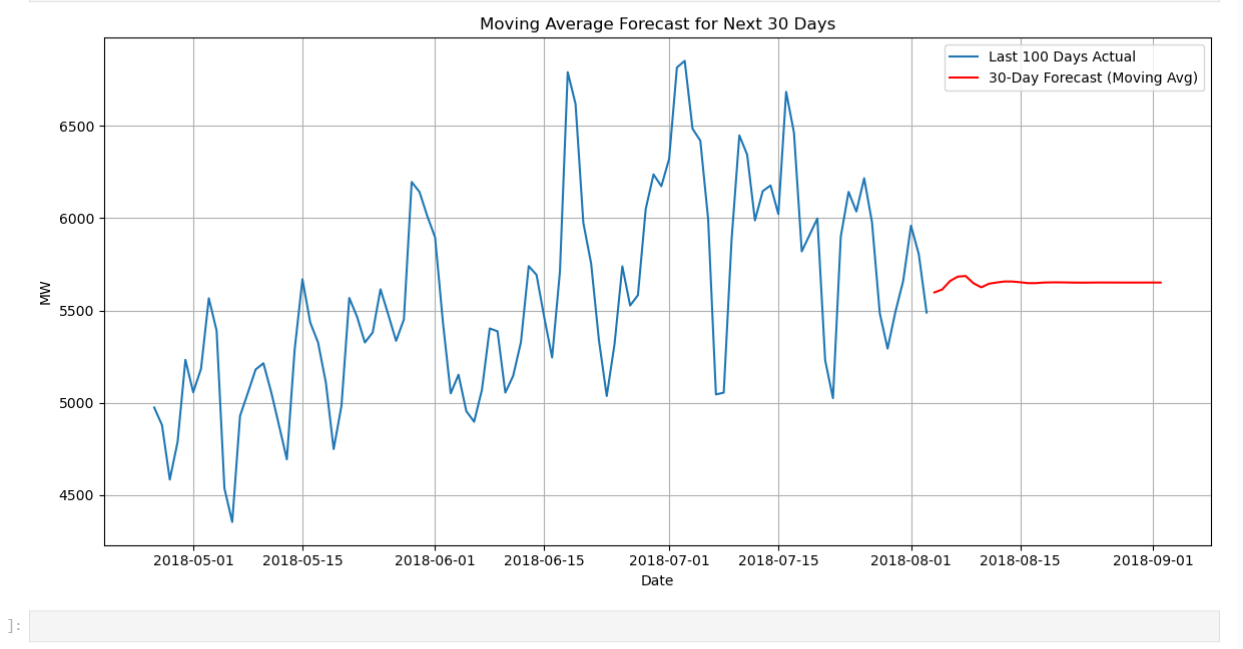 Moving Average Forecast for Next 30 Days
Last 100 Days Actual
30-Day Forecast (Moving Avg)
6500
6000
5500
5000
4500
MW
2018-05-01 2018-05-15 2018-06-01 2018-06-15 2018-07-01 2018-07-15 2018-08-01 2018-08-15 2018-09-01
Date
]: